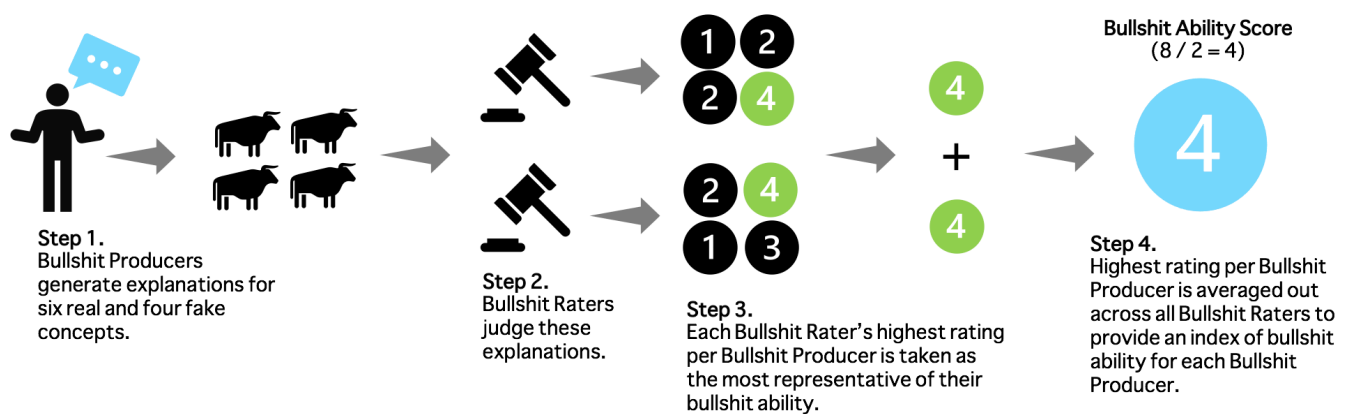 Step 1.
Bullshit Producers
generate explanations for
six real and four fake
concepts.
Step 2.
Bullshit Raters
judge these
explanations.
1 2
2 4
2 4
1 3
Step 3.
Each Bullshit Rater's highest rating
per Bullshit Producer is taken as
the most representative of their
bullshit ability.
4
+
4
Bullshit Ability Score
(8 / 2 = 4)
4
Step 4.
Highest rating per Bullshit
Producer is averaged out
across all Bullshit Raters to
provide an index of bullshit
ability for each Bullshit
Producer.